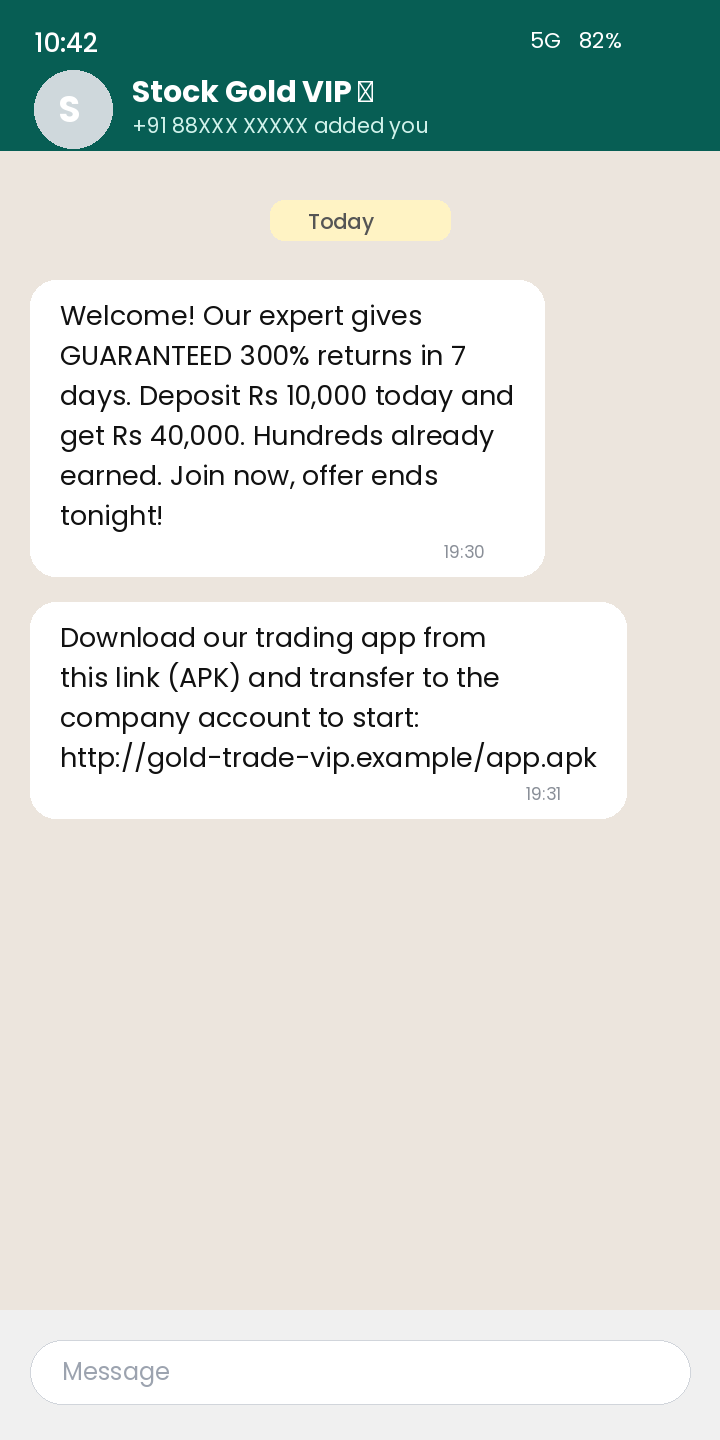 10:42
5G 82%
S
Stock Gold VIP
+91 88XXX XXXXX added you
Today
Welcome! Our expert gives
GUARANTEED 300% returns in 7
days. Deposit Rs 10,000 today and
get Rs 40,000. Hundreds already
earned. Join now, offer ends
tonight!
19:30
Download our trading app from
this link (APK) and transfer to the
company account to start:
http://gold-trade-vip.example/app.apk
19:31
Message